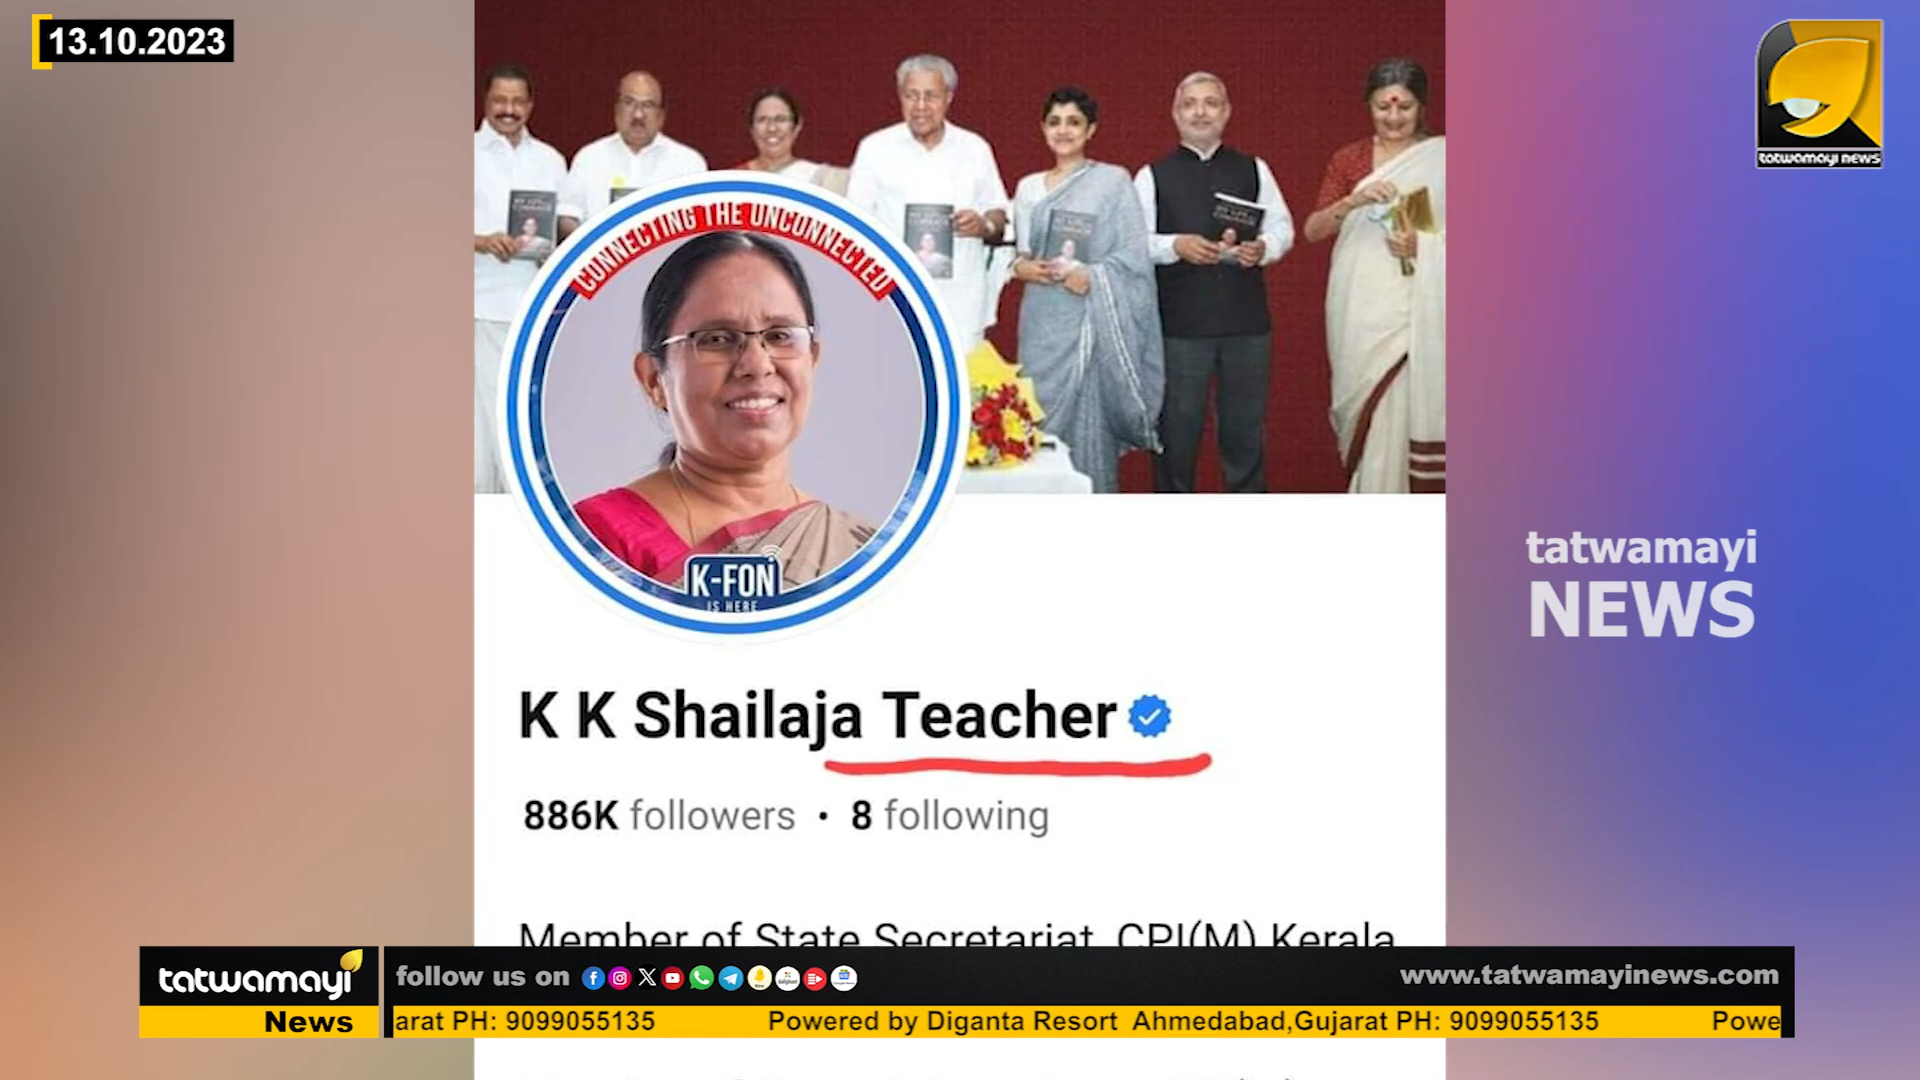 13.10.2023
tatwamayi news
CONNECTING THE UNCONNECTED
K-FON
IS HERE
K K Shailaja Teacher
886K followers • 8 following
Member of State Secretariat, CPI(M) Kerala
tatwamayi
NEWS
tatwamayi
News
follow us on
www.tatwamayinews.com
arat PH: 9099055135 Powered by Diganta Resort Ahmedabad,Gujarat PH: 9099055135 Powe